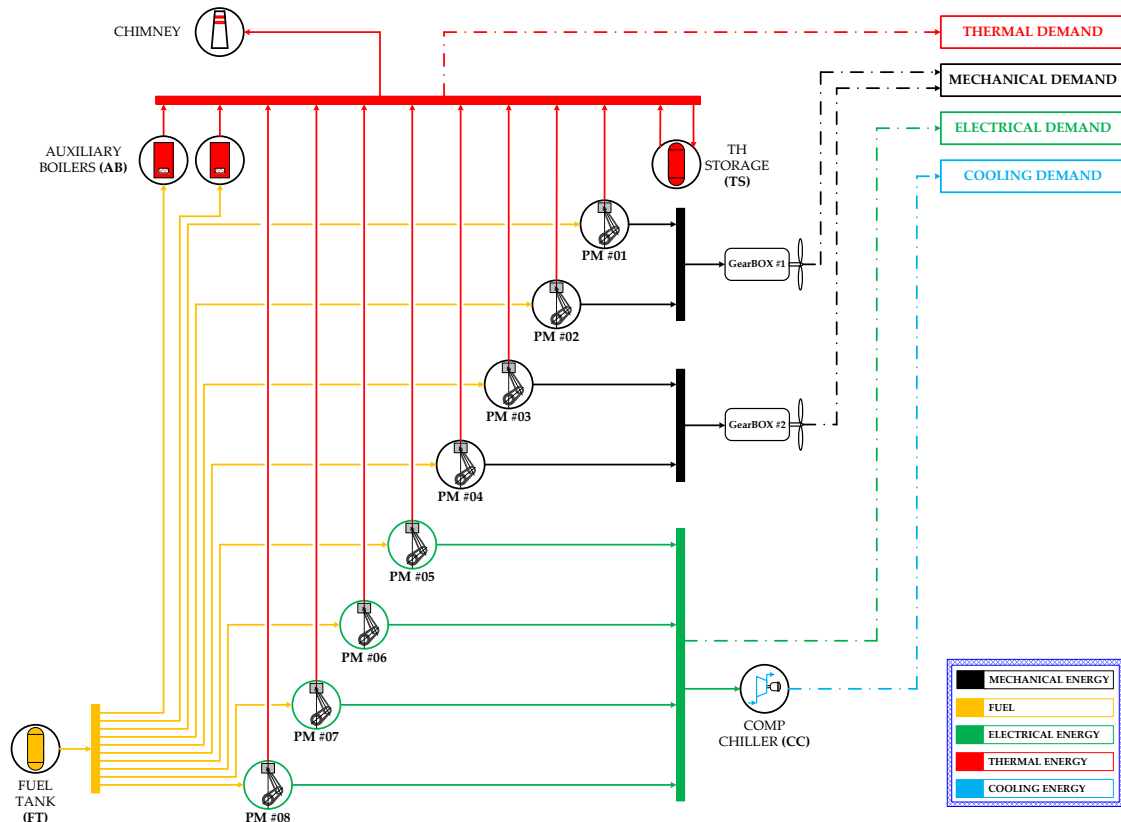 CHIMNEY
THERMAL DEMAND
MECHANICAL DEMAND
ELECTRICAL DEMAND
COOLING DEMAND
AUXILIARY
BOILERS (AB)
TH
STORAGE
(TS)
PM #01
GearBOX #1
PM #02
PM #03
GearBOX #2
PM #04
PM #05
PM #06
PM #07
PM #08
COMP
CHILLER (CC)
FUEL
TANK
(FT)
MECHANICAL ENERGY
FUEL
ELECTRICAL ENERGY
THERMAL ENERGY
COOLING ENERGY